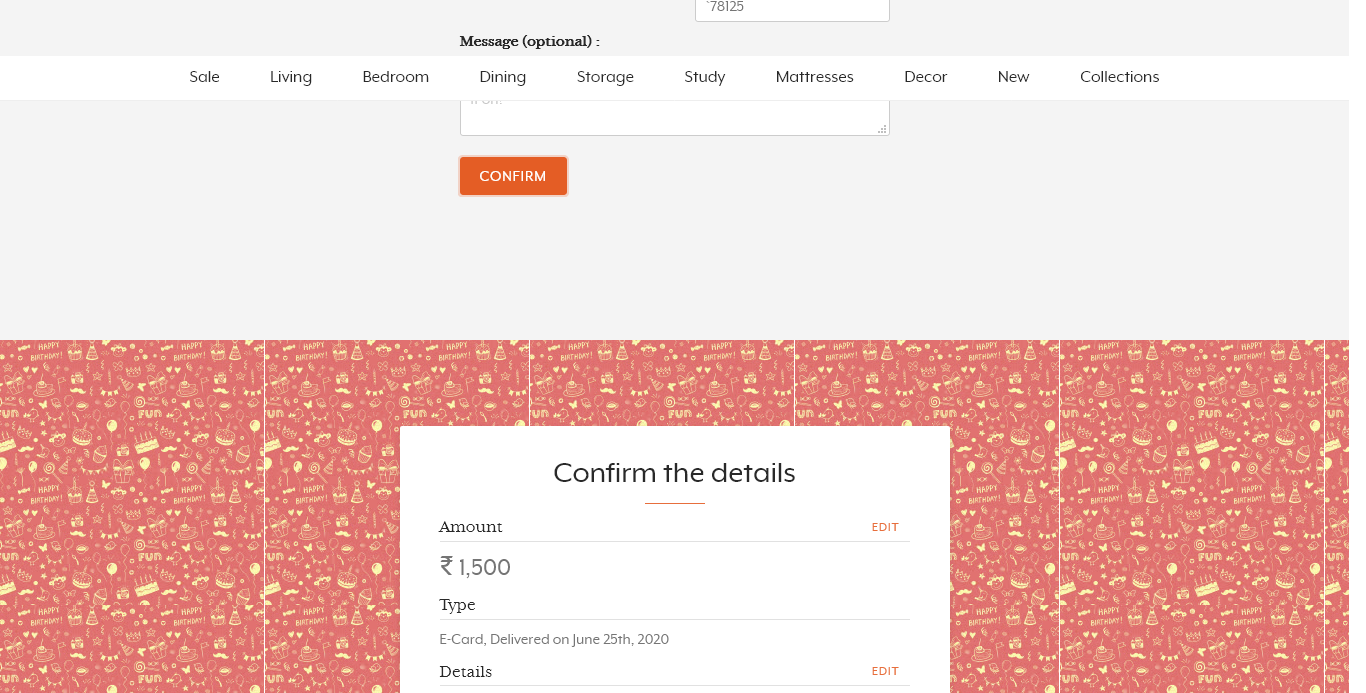 `78125
Message (optional) :
Sale Living Bedroom Dining Storage Study Mattresses Decor New Collections
CONFIRM
HAPPY BIRTHDAY!
FUN
Confirm the details
Amount EDIT
₹ 1,500
Type
E-Card, Delivered on June 25th, 2020
Details EDIT